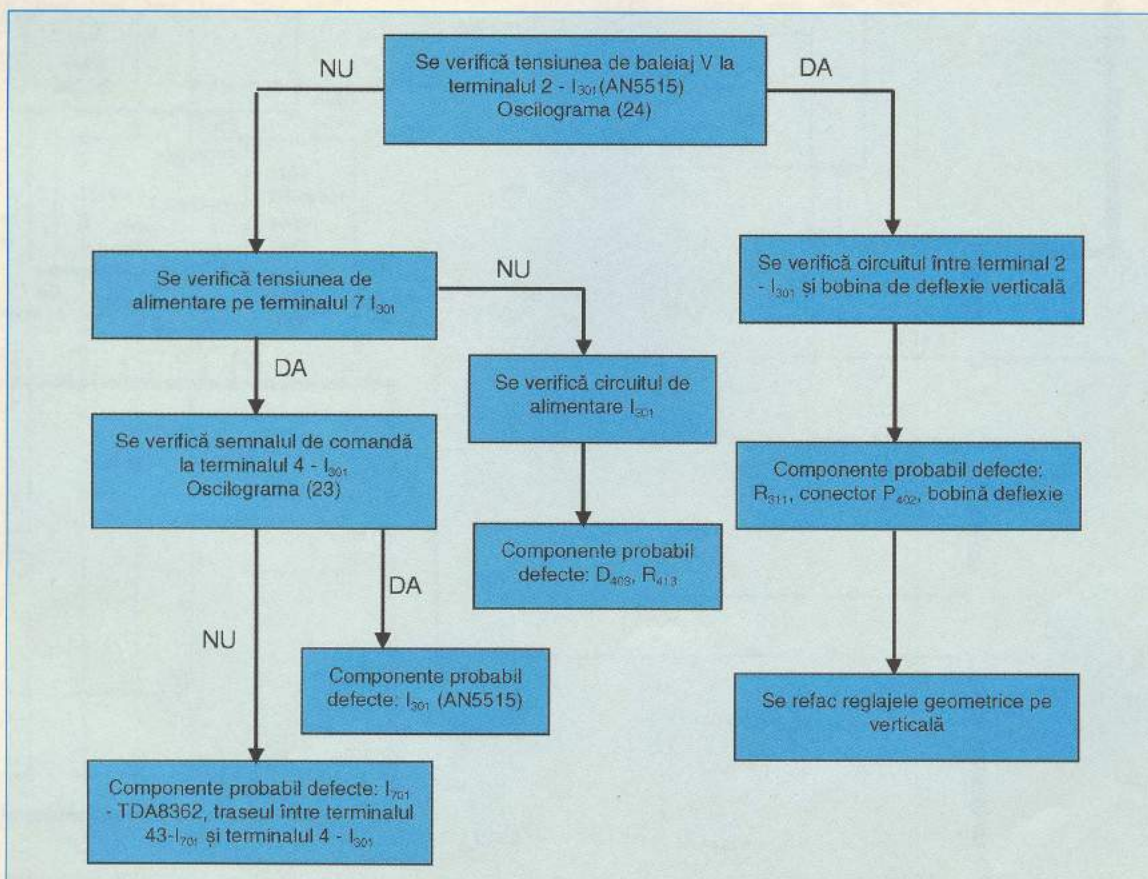 Se verifică tensiunea de baleiaj V la
terminalul 2 - I301 (AN5515)
Oscilograma (24)
NU
DA
Se verifică tensiunea de
alimentare pe terminalul 7 I301
NU
Se verifică circuitul între terminal 2
- I301 și bobina de deflexie verticală
DA
Se verifică circuitul de
alimentare I301
Se verifică semnalul de comandă
la terminalul 4 - I301
Oscilograma (23)
Componente probabil defecte:
R311, conector P402, bobină deflexie
Componente probabil
defecte: D403, R413
DA
NU
Componente probabil
defecte: I301 (AN5515)
Se refac reglajele geometrice pe
verticală
Componente probabil defecte: I701
- TDA8362, traseul între terminalul
43-I701 și terminalul 4 - I301